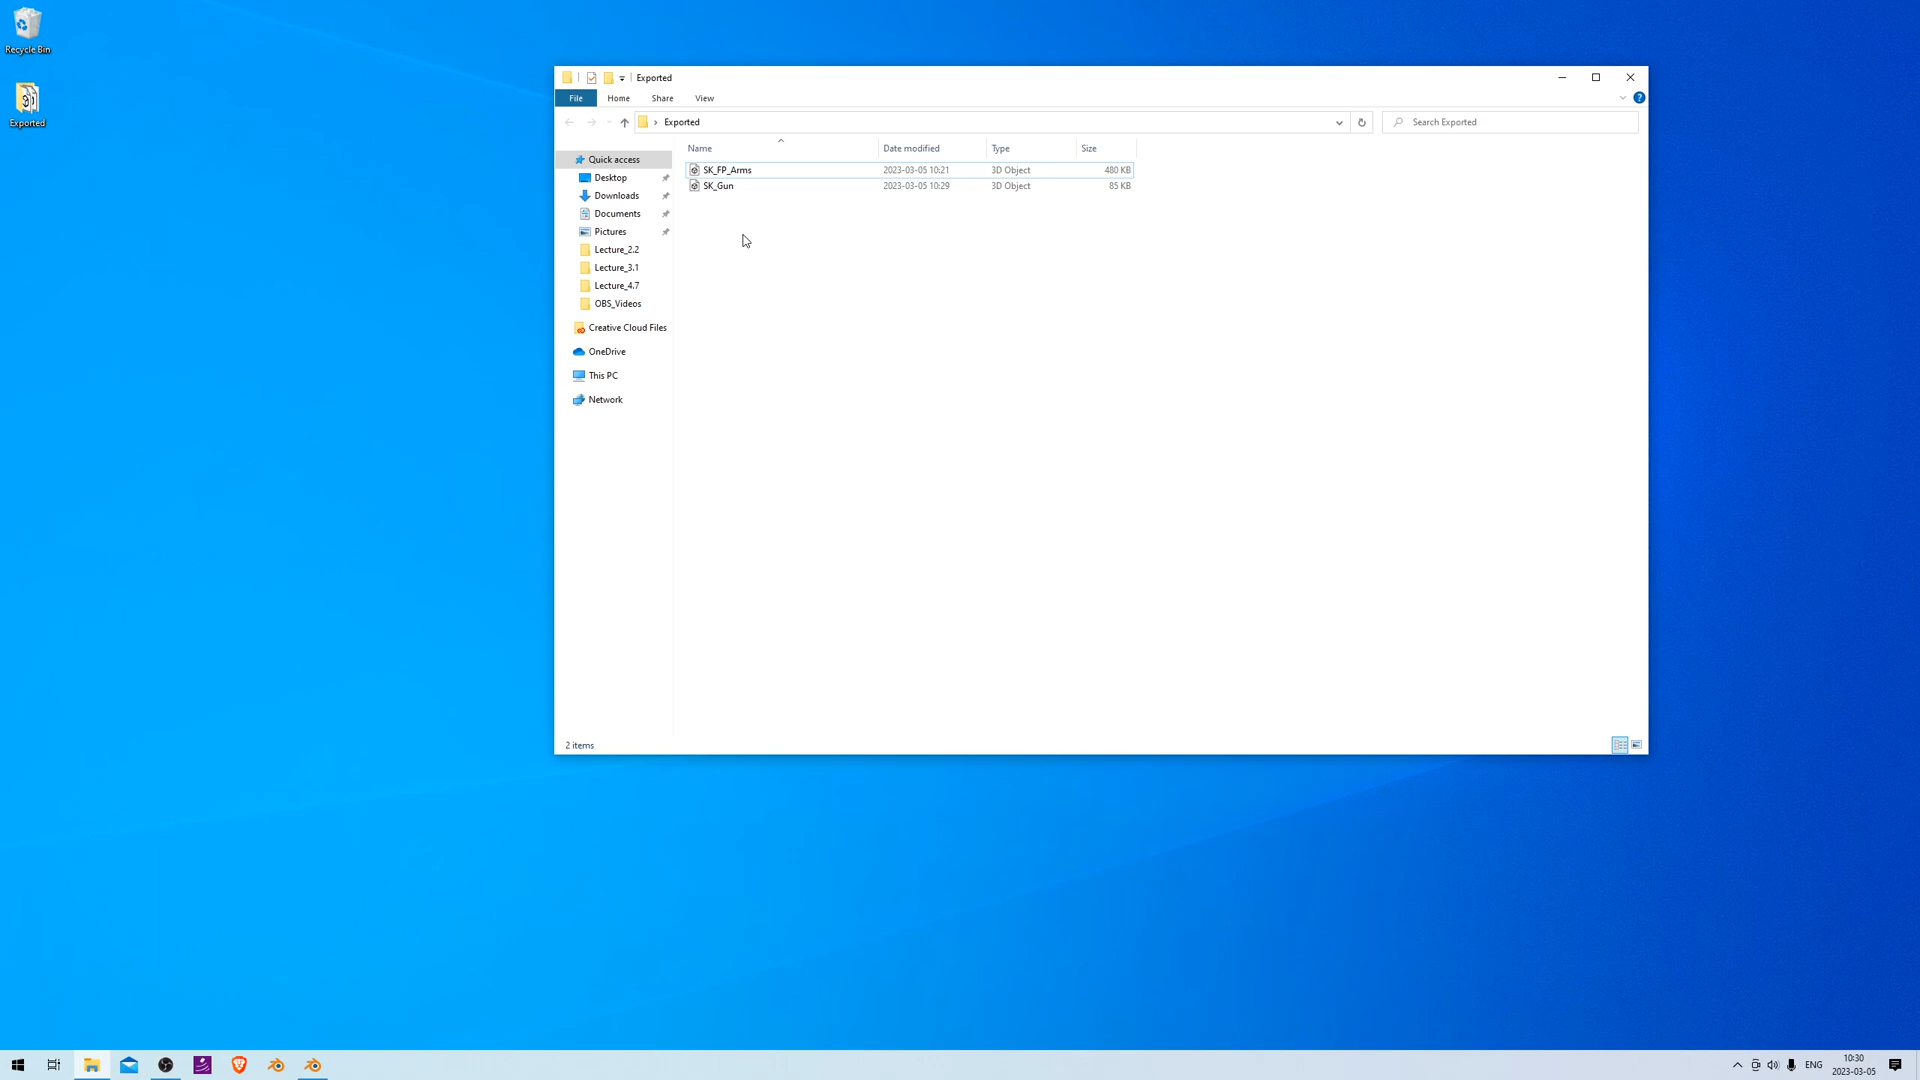 Recycle Bin
Exported
Exported
File Home Share View
Exported
Search Exported
Name Date modified Type Size
SK_FP_Arms 2023-03-05 10:21 3D Object 480 KB
SK_Gun 2023-03-05 10:29 3D Object 85 KB
Quick access
Desktop
Downloads
Documents
Pictures
Lecture_2.2
Lecture_3.1
Lecture_4.7
OBS_Videos
Creative Cloud Files
OneDrive
This PC
Network
2 items
ENG
10:30
2023-03-05